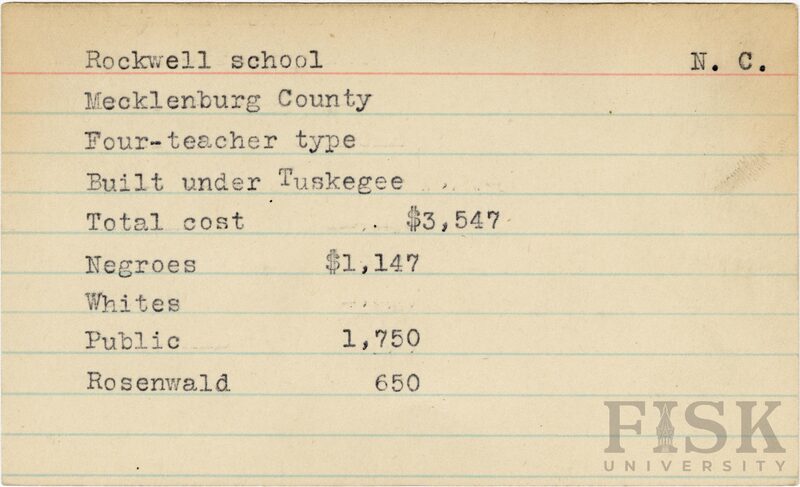 Rockwell school N. C.
Mecklenburg County
Four-teacher type
Built under Tuskegee
Total cost $3,547
Negroes $1,147
Whites
Public 1,750
Rosenwald 650
FISK
UNIVERSITY